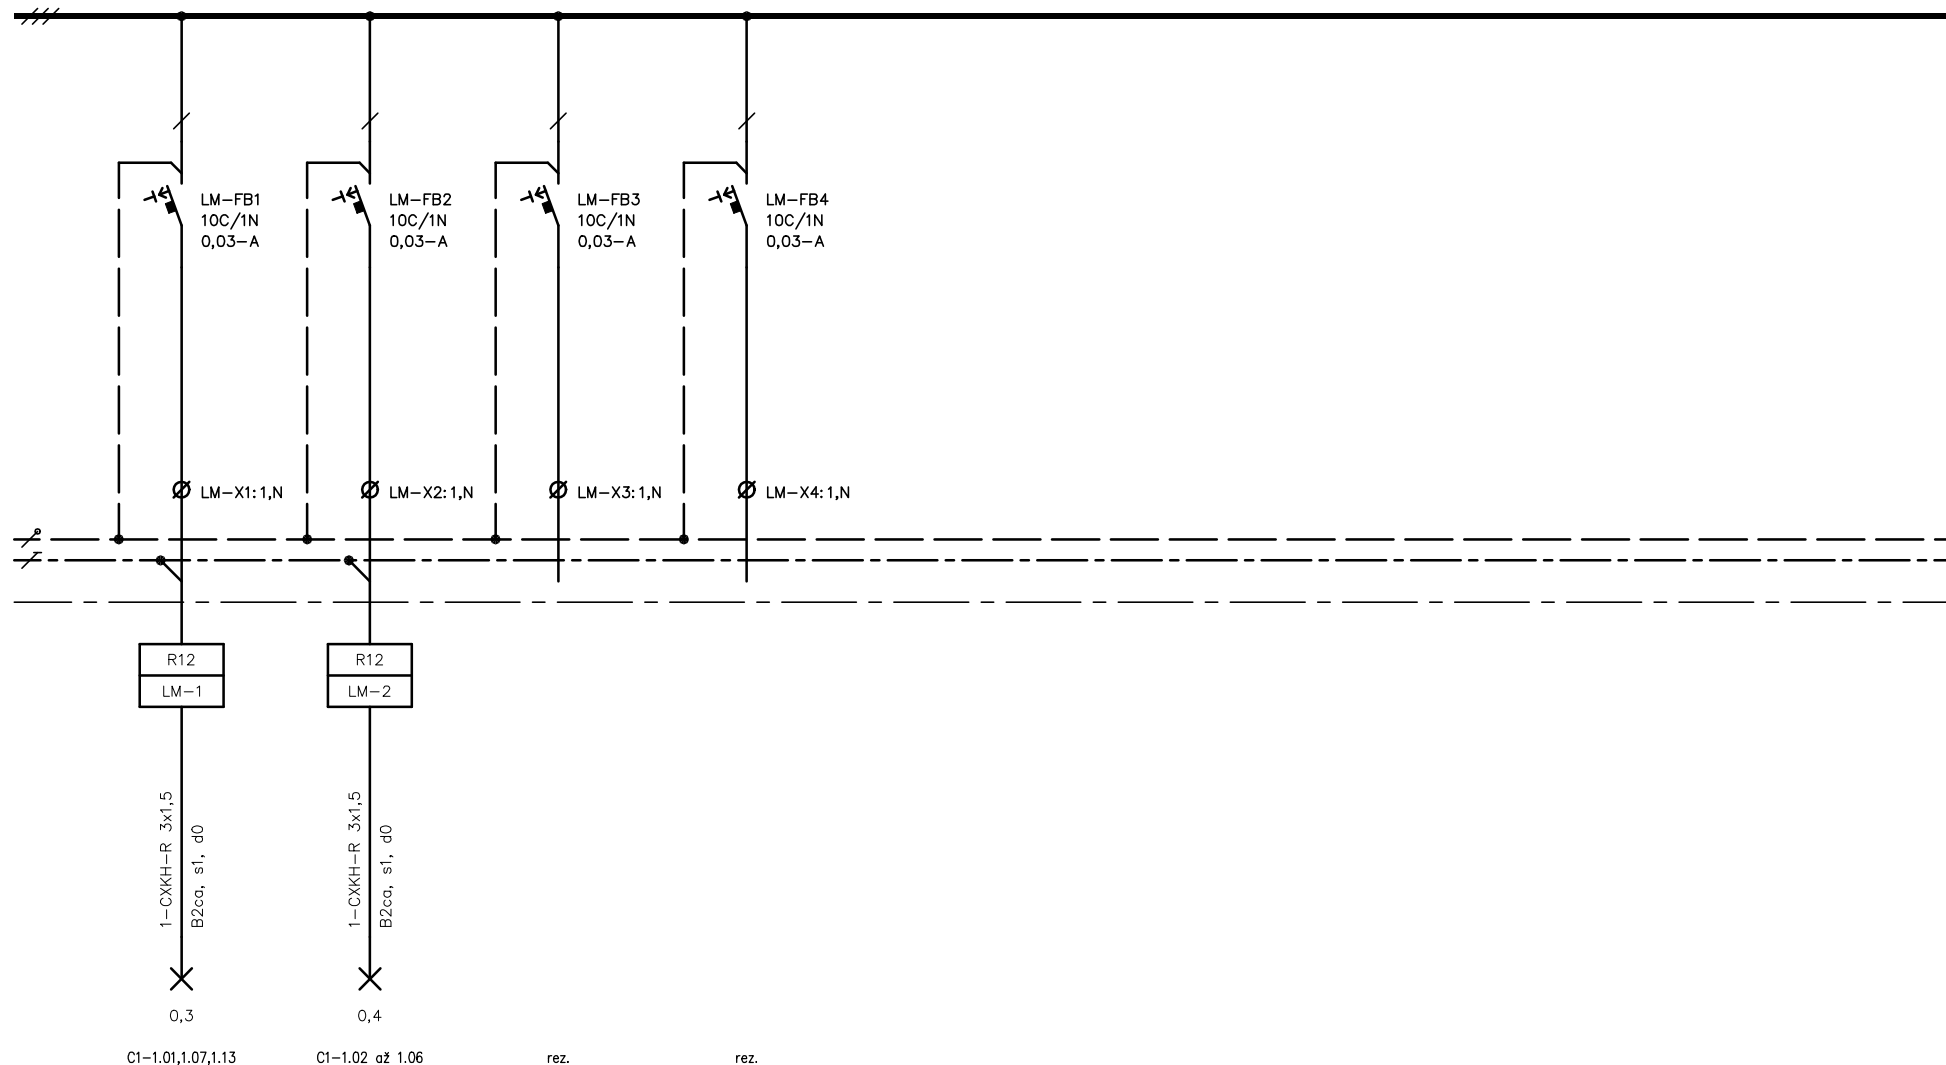 LM-FB1
10C/1N
0,03-A
LM-FB2
10C/1N
0,03-A
LM-FB3
10C/1N
0,03-A
LM-FB4
10C/1N
0,03-A
LM-X1:1,N
LM-X2:1,N
LM-X3:1,N
LM-X4:1,N
R12
LM-1
R12
LM-2
1-CXKH-R 3x1,5
B2ca, s1, d0
1-CXKH-R 3x1,5
B2ca, s1, d0
0,3
0,4
C1-1.01,1.07,1.13
C1-1.02 až 1.06
rez.
rez.